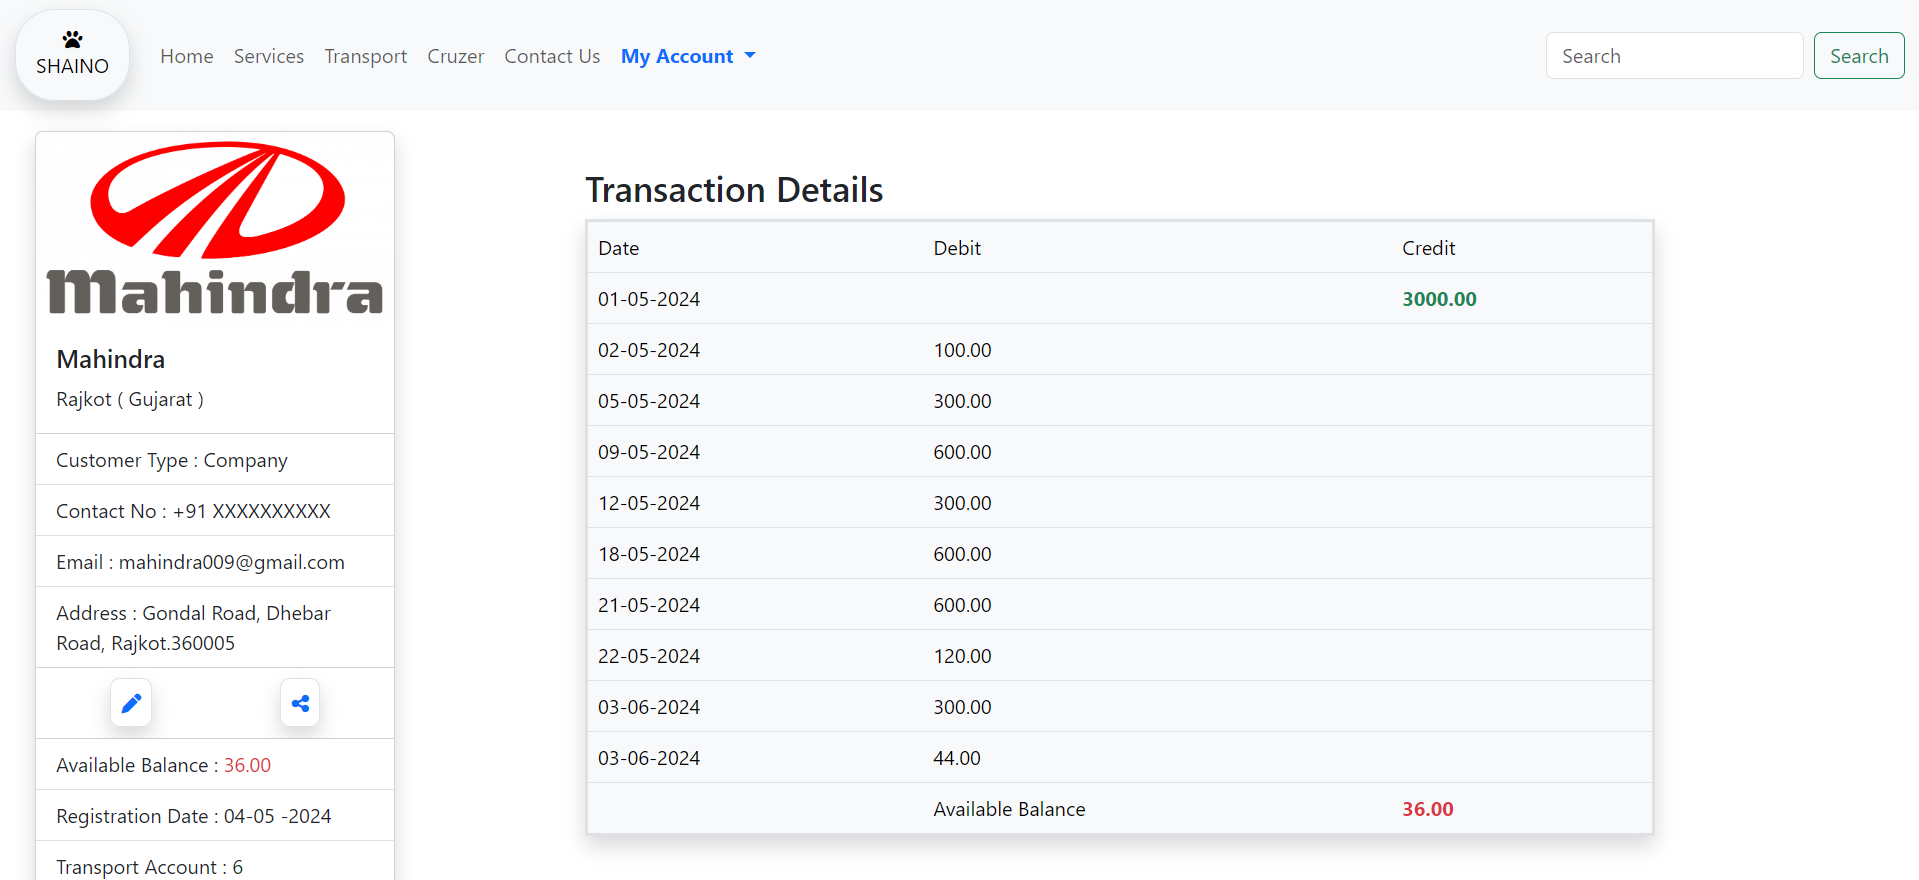 SHAINO
Home Services Transport Cruzer Contact Us My Account
Search Search
Mahindra
Mahindra
Rajkot ( Gujarat )
Customer Type : Company
Contact No : +91 XXXXXXXXXX
Email : mahindra009@gmail.com
Address : Gondal Road, Dhebar
Road, Rajkot.360005
Available Balance : 36.00
Registration Date : 04-05 -2024
Transport Account : 6
Transaction Details
Date Debit Credit
01-05-2024 3000.00
02-05-2024 100.00
05-05-2024 300.00
09-05-2024 600.00
12-05-2024 300.00
18-05-2024 600.00
21-05-2024 600.00
22-05-2024 120.00
03-06-2024 300.00
03-06-2024 44.00
Available Balance 36.00